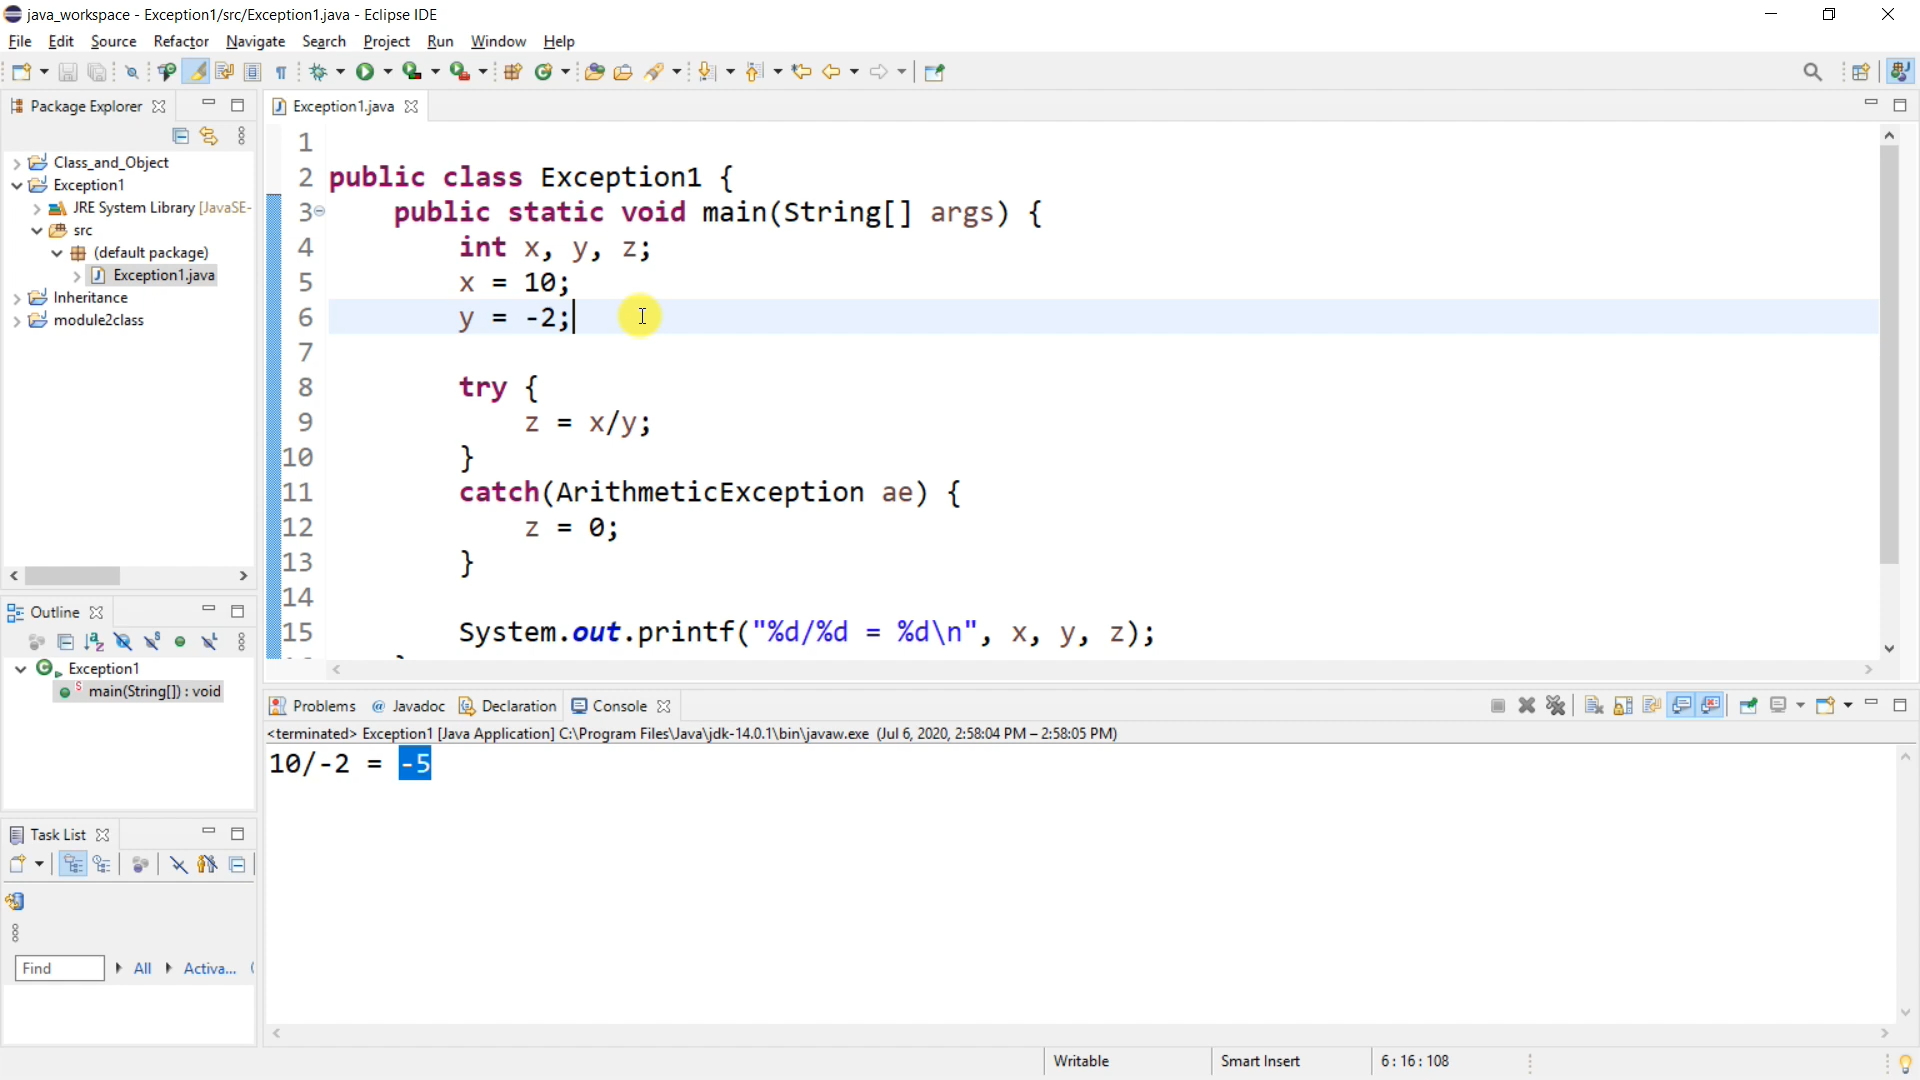 java_workspace - Exception1/src/Exception1.java - Eclipse IDE
File Edit Source Refactor Navigate Search Project Run Window Help
Package Explorer
Class_and_Object
Exception1
JRE System Library [JavaSE-
src
(default package)
Exception1.java
Inheritance
module2class
Exception1.java
1
2 public class Exception1 {
3 public static void main(String[] args) {
4 int x, y, z;
5 x = 10;
6 y = -2;
7
8 try {
9 z = x/y;
10 }
11 catch(ArithmeticException ae) {
12 z = 0;
13 }
14
15 System.out.printf("%d/%d = %d\n", x, y, z);
Outline
Exception1
main(String[]) : void
Task List
Find All Activa...
Problems Javadoc Declaration Console
<terminated> Exception1 [Java Application] C:\Program Files\Java\jdk-14.0.1\bin\javaw.exe (Jul 6, 2020, 2:58:04 PM – 2:58:05 PM)
10/-2 = -5
Writable Smart Insert 6 : 16 : 108